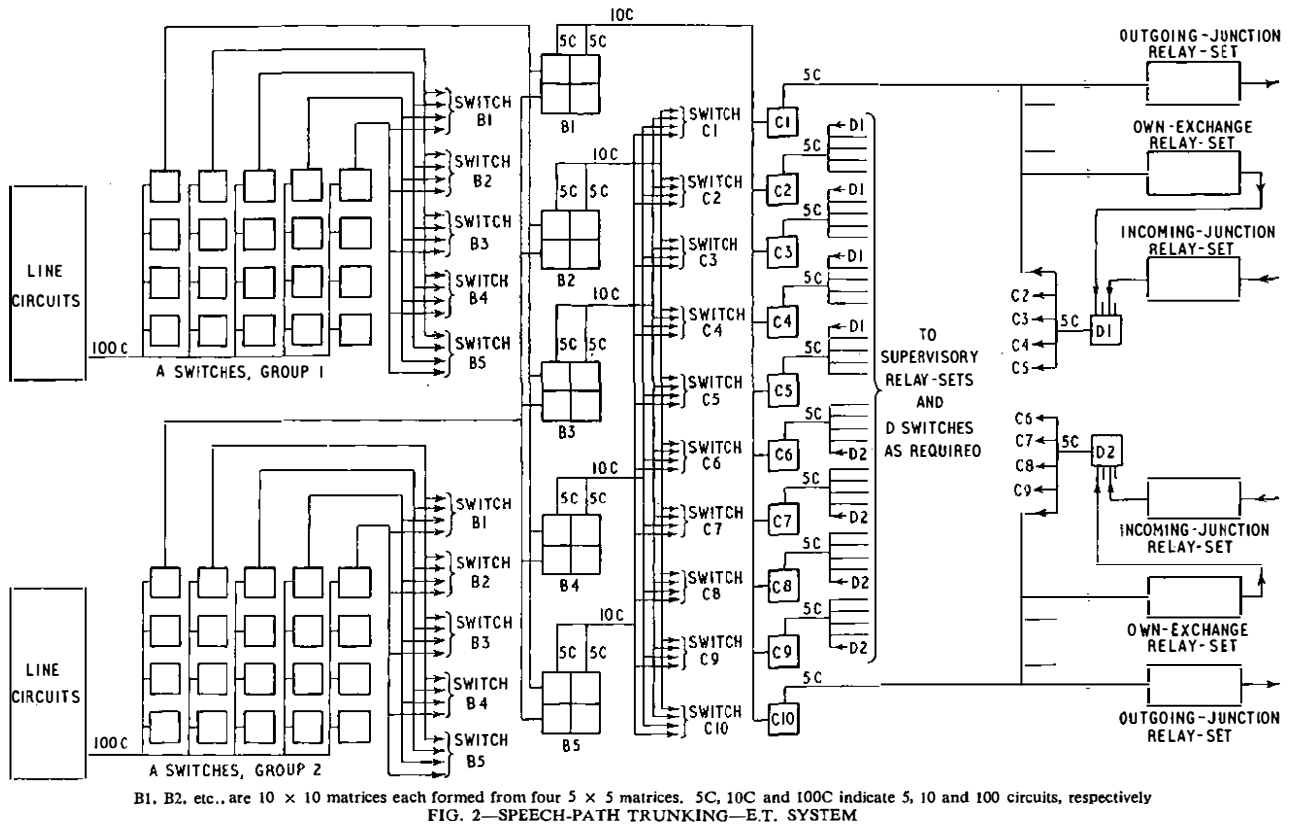 LINE
CIRCUITS
100 C
A SWITCHES, GROUP 1
SWITCH
B1
SWITCH
B2
SWITCH
B3
SWITCH
B4
SWITCH
B5
LINE
CIRCUITS
100 C
A SWITCHES, GROUP 2
SWITCH
B1
SWITCH
B2
SWITCH
B3
SWITCH
B4
SWITCH
B5
10C
5C 5C
B1
10C
5C 5C
B2
10C
5C 5C
B3
10C
5C 5C
B4
10C
5C 5C
B5
SWITCH
C1
SWITCH
C2
SWITCH
C3
SWITCH
C4
SWITCH
C5
SWITCH
C6
SWITCH
C7
SWITCH
C8
SWITCH
C9
SWITCH
C10
5C
C1
D1
5C
C2
D1
5C
C3
D1
5C
C4
D1
5C
C5
5C
C6
D2
5C
C7
D2
5C
C8
D2
5C
C9
D2
5C
C10
TO
SUPERVISORY
RELAY-SETS
AND
D SWITCHES
AS REQUIRED
OUTGOING-JUNCTION
RELAY-SET
OWN-EXCHANGE
RELAY-SET
INCOMING-JUNCTION
RELAY-SET
C2
C3
C4
C5
5C
D1
C6
C7
C8
C9
5C
D2
INCOMING-JUNCTION
RELAY-SET
OWN-EXCHANGE
RELAY-SET
OUTGOING-JUNCTION
RELAY-SET
B1, B2, etc., are 10 × 10 matrices each formed from four 5 × 5 matrices. 5C, 10C and 100C indicate 5, 10 and 100 circuits, respectively
FIG. 2—SPEECH-PATH TRUNKING—E.T. SYSTEM